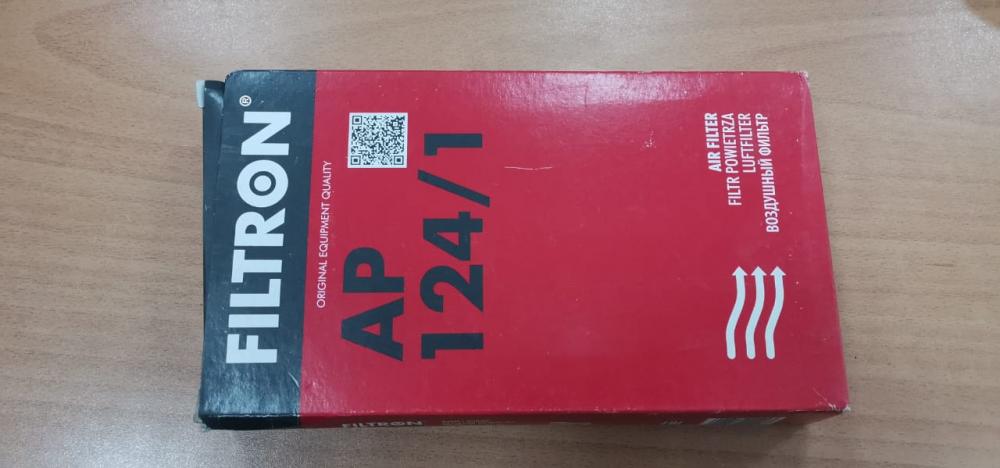 FILTRON®
ORIGINAL EQUIPMENT QUALITY
AP
124/1
AIR FILTER
FILTR POWIETRZA
LUFTFILTER
ВОЗДУШНЫЙ ФИЛЬТР
FILTRON